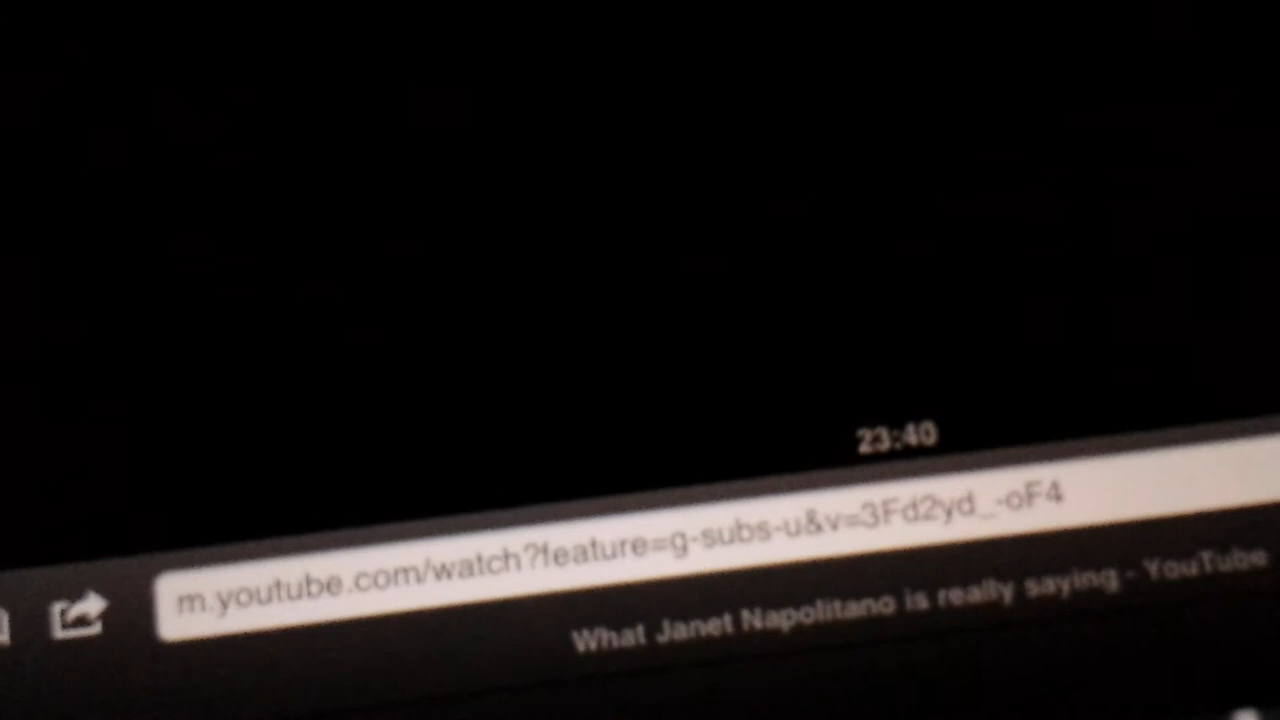 23:40
m.youtube.com/watch?feature=g-subs-u&v=3Fd2yd_-oF4
What Janet Napolitano is really saying - YouTube